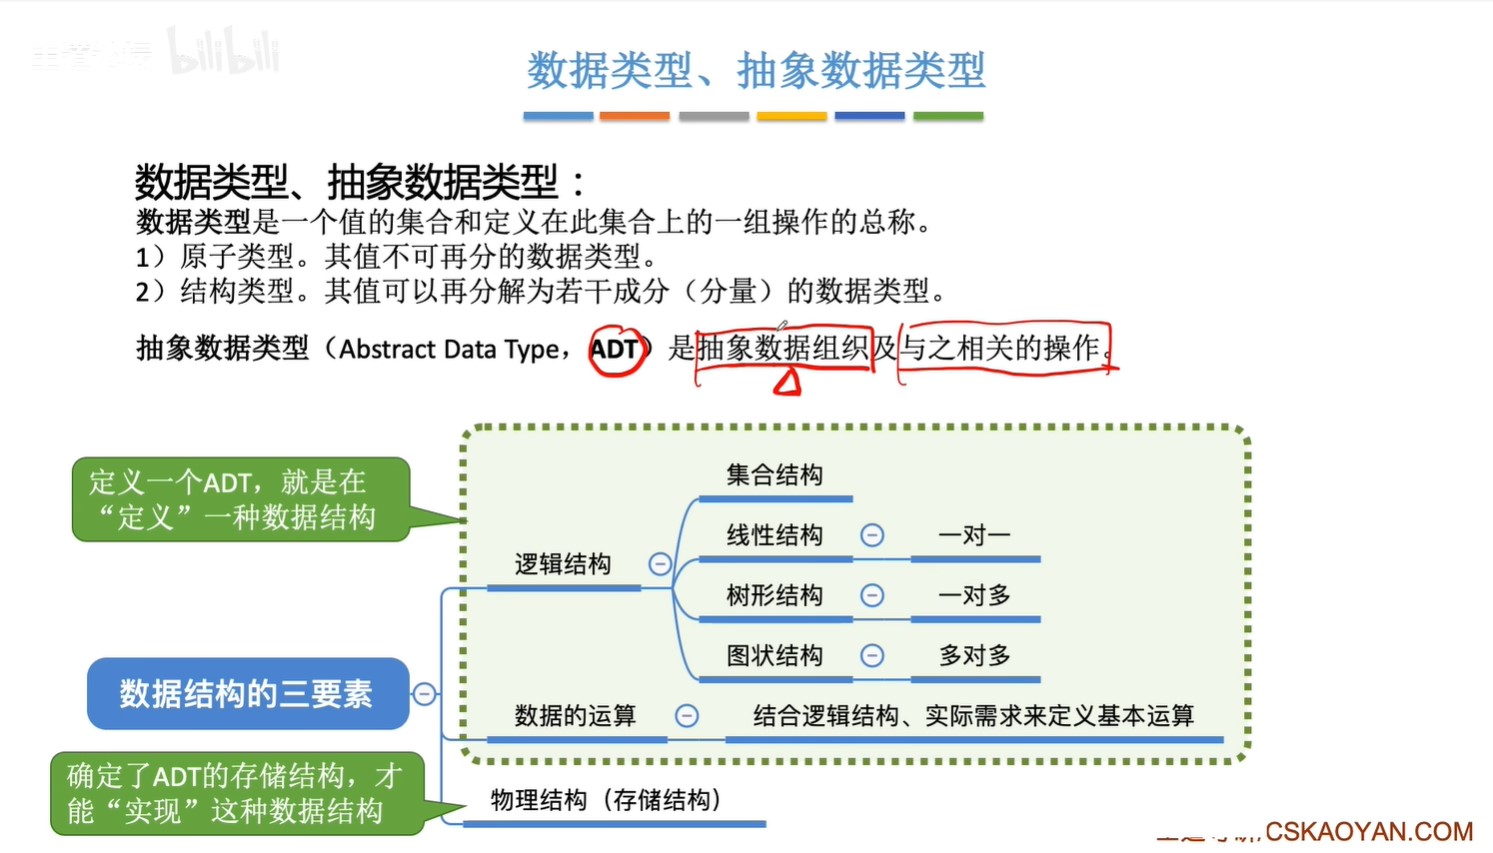 bilibili
数据类型、抽象数据类型
数据类型、抽象数据类型：
数据类型是一个值的集合和定义在此集合上的一组操作的总称。
1）原子类型。其值不可再分的数据类型。
2）结构类型。其值可以再分解为若干成分（分量）的数据类型。
抽象数据类型（Abstract Data Type，ADT）是抽象数据组织及与之相关的操作。
定义一个ADT，就是在
“定义”一种数据结构
集合结构
线性结构 一对一
逻辑结构
树形结构 一对多
图状结构 多对多
数据结构的三要素
数据的运算 结合逻辑结构、实际需求来定义基本运算
确定了ADT的存储结构，才
能“实现”这种数据结构
物理结构（存储结构）
CSKAOYAN.COM